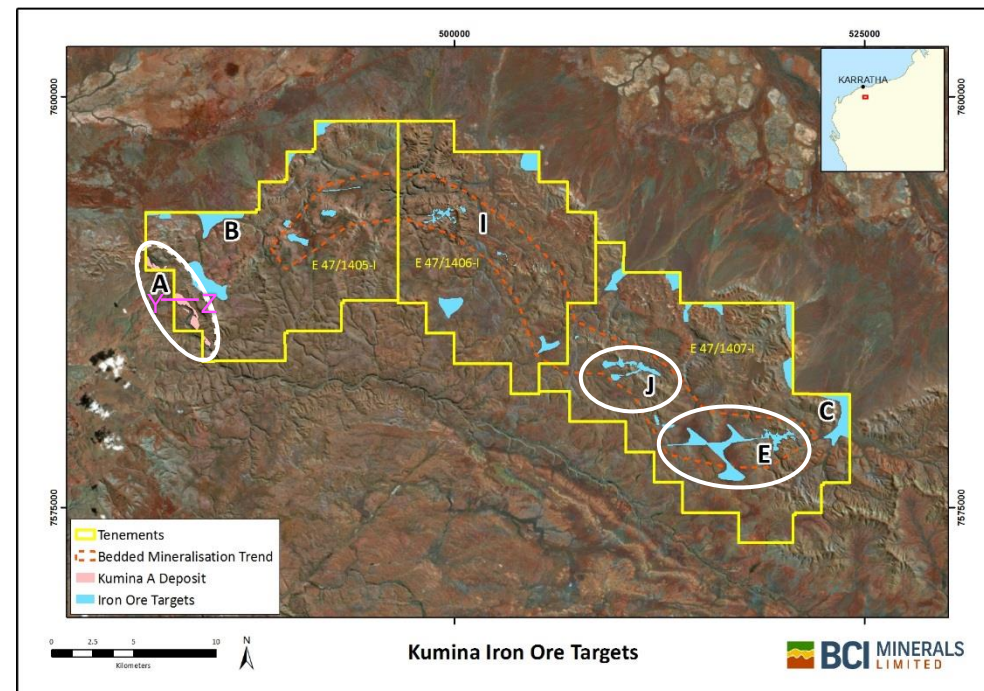 500000
525000
7600000
7600000
KARRATHA
B
I
E 47/1405-I
E 47/1406-I
A
Y
Z
E 47/1407-I
J
C
E
7575000
7575000
Tenements
Bedded Mineralisation Trend
Kumina A Deposit
Iron Ore Targets
0 2.5 5 10
Kilometers
N
Kumina Iron Ore Targets
BCI MINERALS
LIMITED